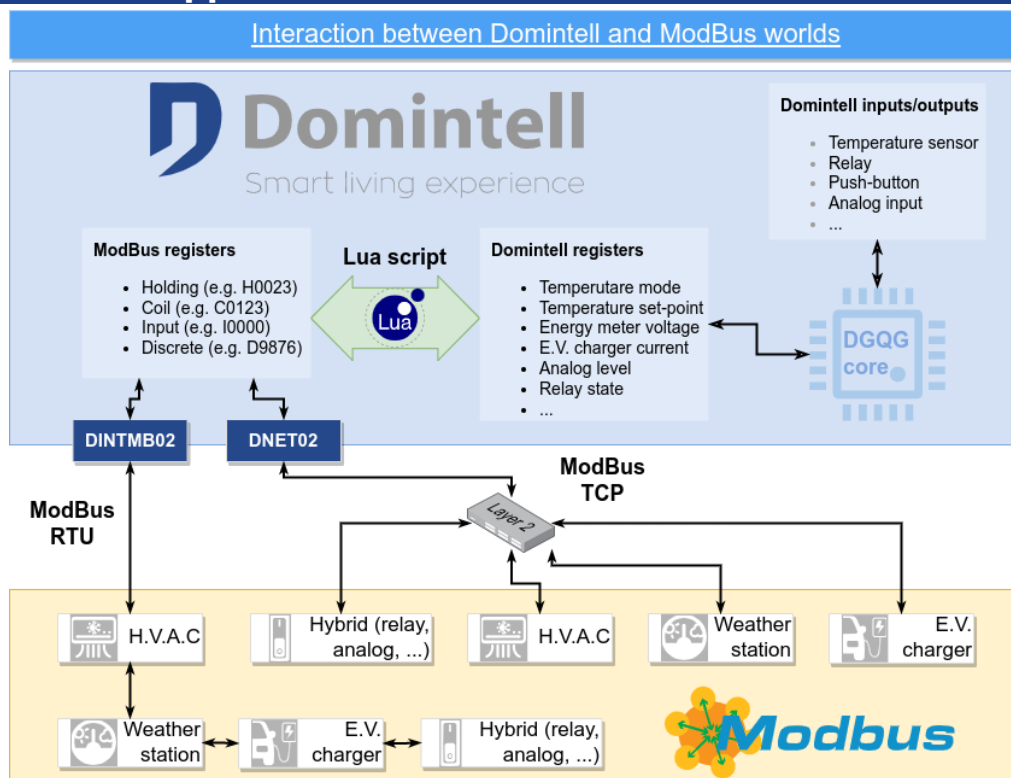 Interaction between Domintell and ModBus worlds
Domintell
Smart living experience
Domintell inputs/outputs
Temperature sensor
Relay
Push-button
Analog input
...
ModBus registers
Holding (e.g. H0023)
Coil (e.g. C0123)
Input (e.g. I0000)
Discrete (e.g. D9876)
Lua script
Lua
Domintell registers
Temperutare mode
Temperature set-point
Energy meter voltage
E.V. charger current
Analog level
Relay state
...
DGQG
core
DINTMB02
DNET02
ModBus
RTU
ModBus
TCP
Layer 2
H.V.A.C
Hybrid (relay,
analog, ...)
H.V.A.C
Weather
station
E.V.
charger
Weather
station
E.V.
charger
Hybrid (relay,
analog, ...)
Modbus